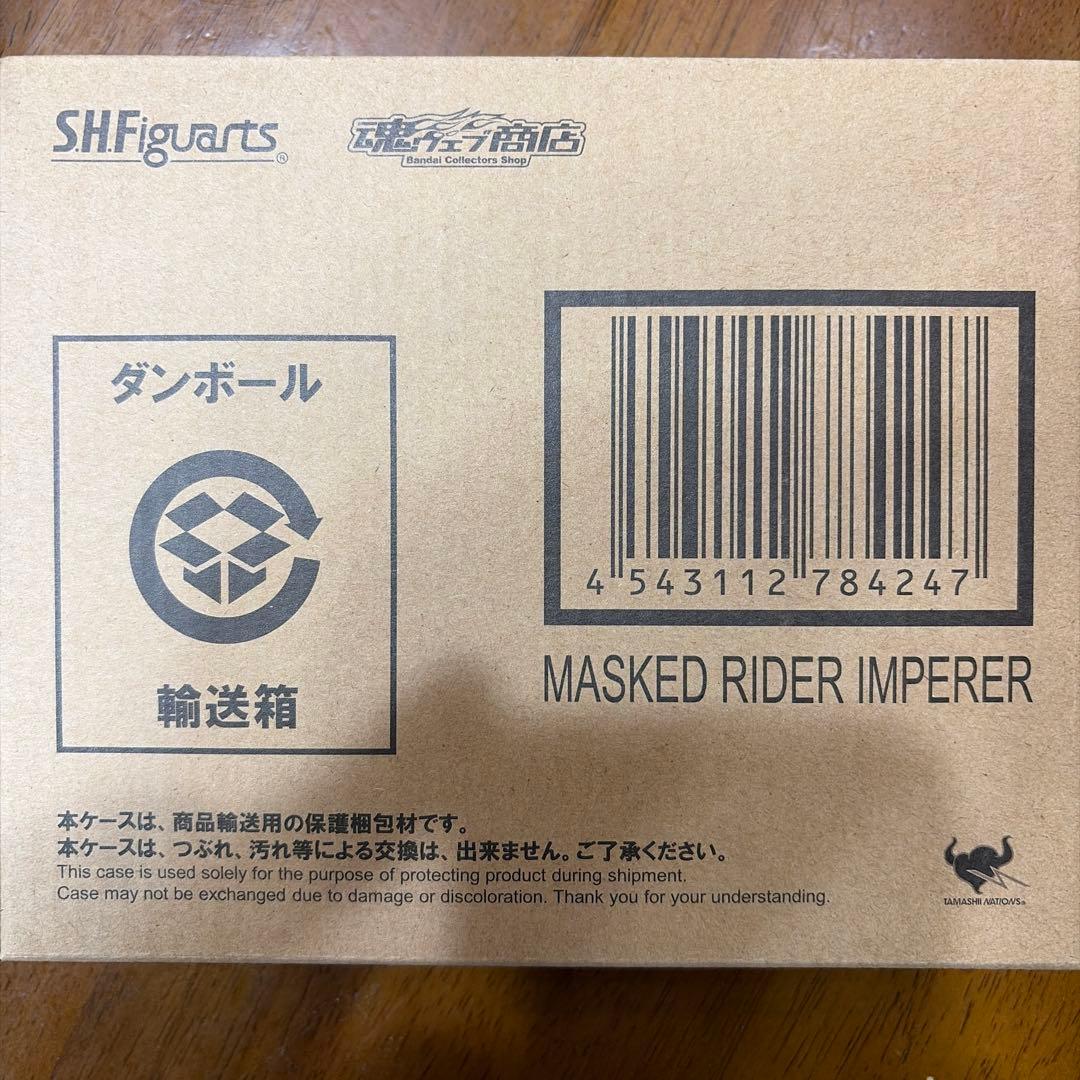 S.H.Figuarts®
魂ウェブ商店
Bandai Collectors Shop
ダンボール
輸送箱
4 543112 784247
MASKED RIDER IMPERER
本ケースは、商品輸送用の保護梱包材です。
本ケースは、つぶれ、汚れ等による交換は、出来ません。ご了承ください。
This case is used solely for the purpose of protecting product during shipment.
Case may not be exchanged due to damage or discoloration. Thank you for your understanding.
TAMASHII NATIONS®